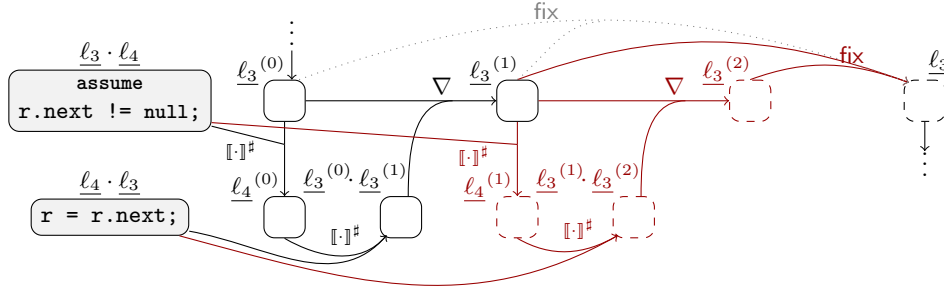 fix
ℓ3 · ℓ4
assume
r.next != null;
ℓ3(0)
∇
ℓ3(1)
∇
ℓ3(2)
fix
ℓ3
⟦·⟧♯
⟦·⟧♯
ℓ4 · ℓ3
r = r.next;
ℓ4(0)
ℓ3(0) · ℓ3(1)
ℓ4(1)
ℓ3(1) · ℓ3(2)
⟦·⟧♯
⟦·⟧♯